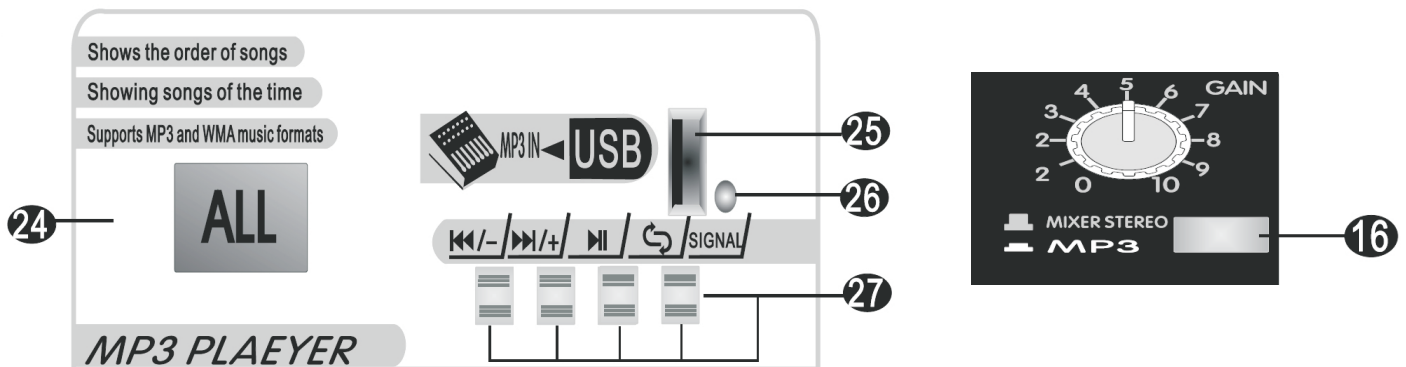 Shows the order of songs
Showing songs of the time
Supports MP3 and WMA music formats
ALL
24
MP3 IN USB
25
26
/- /+ SIGNAL
27
MP3 PLAEYER
GAIN
5
4 6
3 7
2 8
2 9
0 10
MIXER STEREO
MP3
16